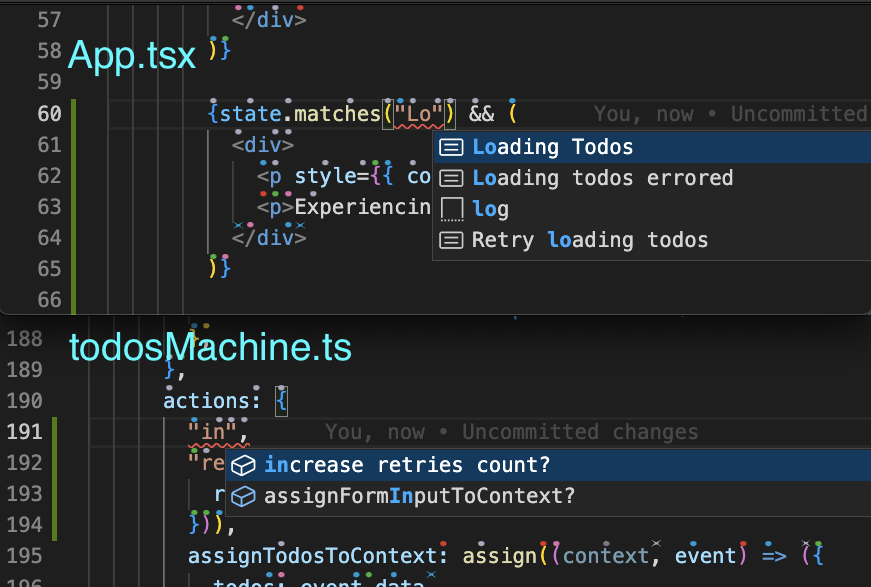 57 </div>
58 )}
App.tsx
59
60 {state.matches("Lo") && ( You, now • Uncommitted
61 <div> Loading Todos
62 <p style={{ co Loading todos errored
63 <p>Experiencin log
64 </div> Retry loading todos
65 )}
66
188 },
todosMachine.ts
189 },
190 actions: {
191 "in", You, now • Uncommitted changes
192 "re increase retries count?
193 r assignFormInputToContext?
194 })),
195 assignTodosToContext: assign((context, event) => ({
196 todos: event.data